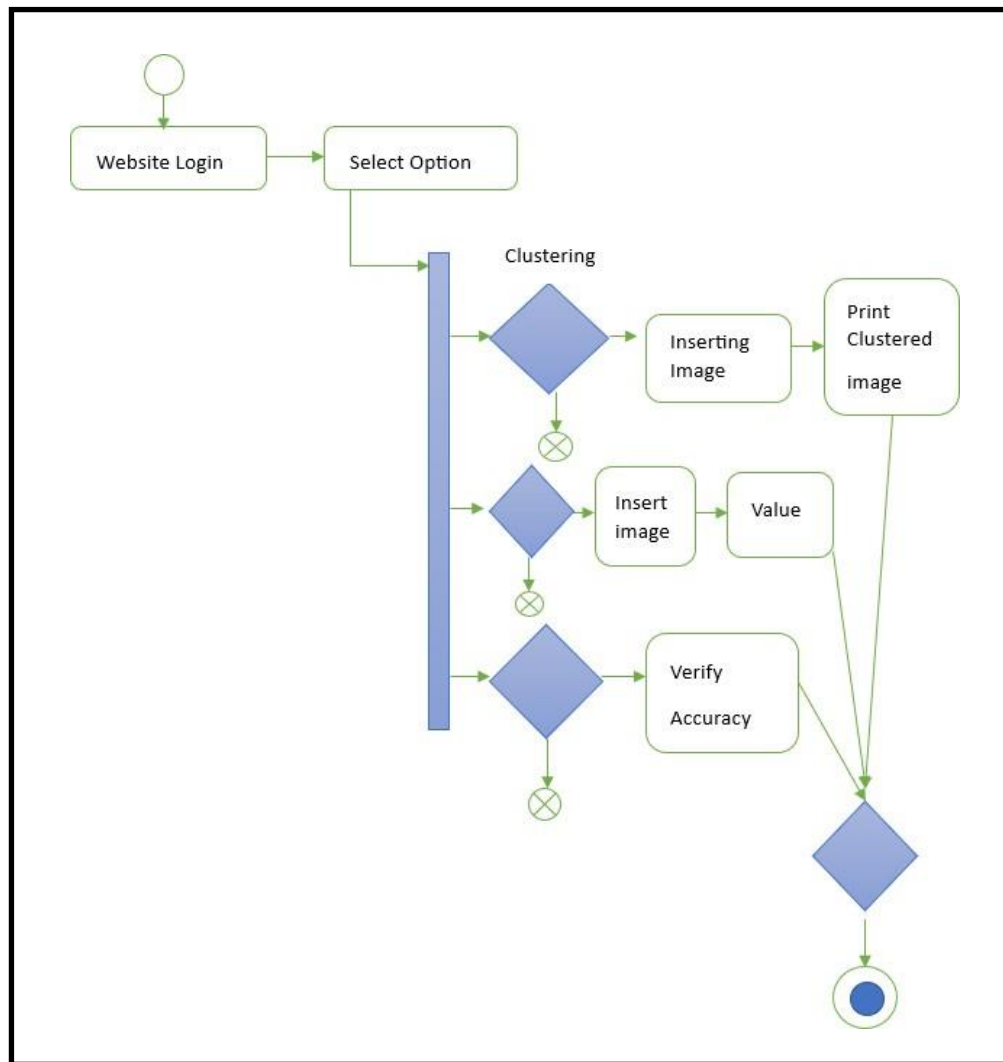 Website Login
Select Option
Clustering
Inserting
Image
Print
Clustered
image
Insert
image
Value
Verify
Accuracy